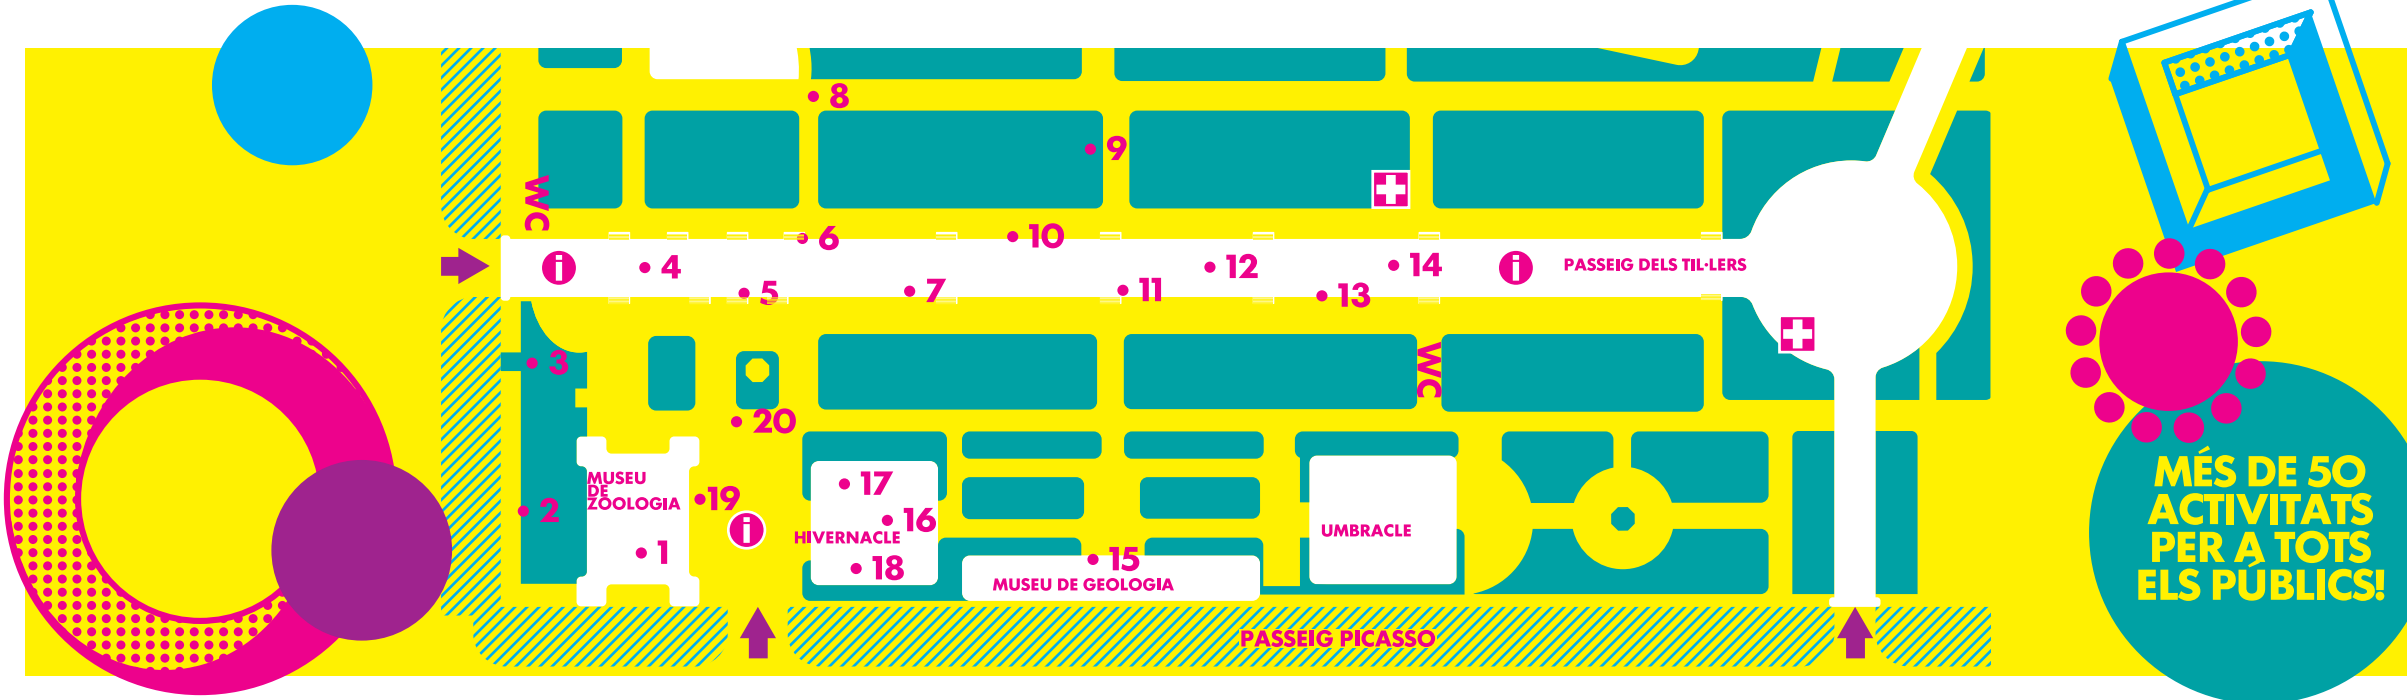 8
9
WC
6
10
i
4
5
7
11
12
13
14
i
PASSEIG DELS TIL·LERS
3
WC
20
MUSEU
DE
ZOOLOGIA
2
19
1
i
17
16
HIVERNACLE
18
15
MUSEU DE GEOLOGIA
UMBRACLE
PASSEIG PICASSO
MÉS DE 50
ACTIVITATS
PER A TOTS
ELS PÚBLICS!